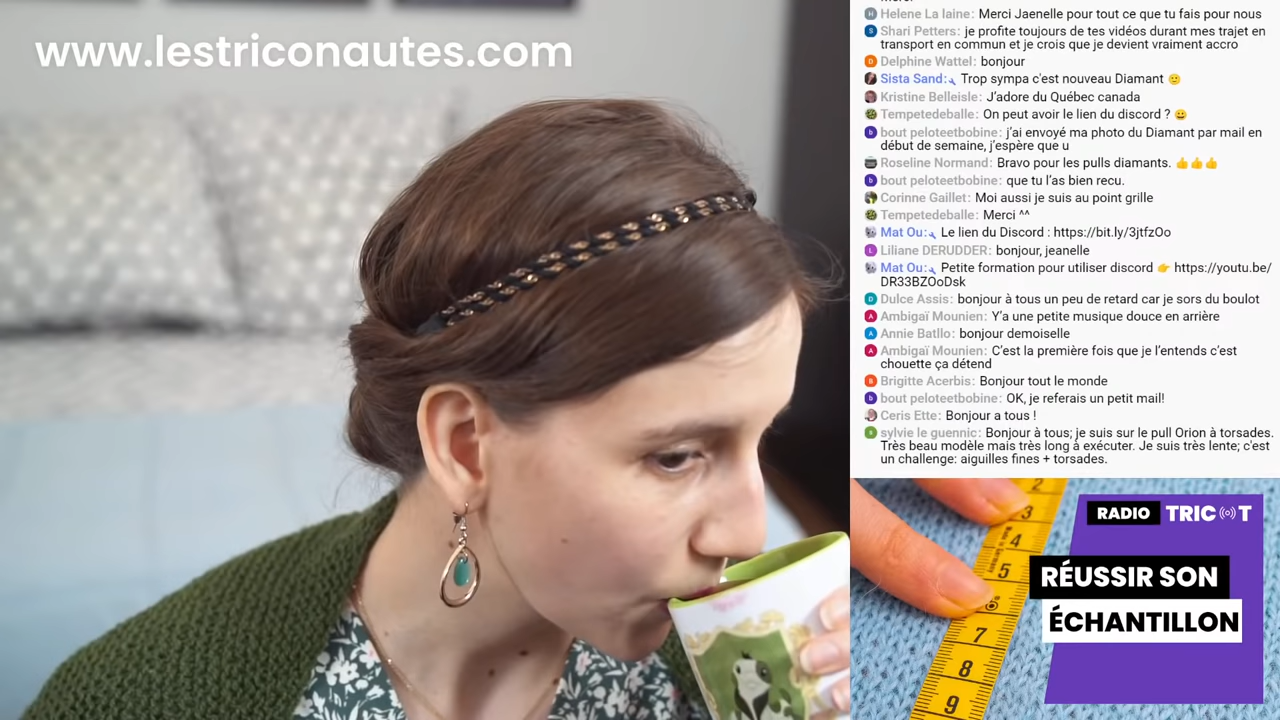 www.lestriconautes.com
Helene La laine: Merci Jaenelle pour tout ce que tu fais pour nous
Shari Petters: je profite toujours de tes vidéos durant mes trajet en
transport en commun et je crois que je devient vraiment accro
Delphine Wattel: bonjour
Sista Sand: Trop sympa c'est nouveau Diamant 🙂
Kristine Belleisle: J'adore du Québec canada
Tempetedeballe: On peut avoir le lien du discord ? 😀
bout peloteetbobine: j'ai envoyé ma photo du Diamant par mail en
début de semaine, j'espère que u
Roseline Normand: Bravo pour les pulls diamants. 👍👍👍
bout peloteetbobine: que tu l'as bien recu.
Corinne Gaillet: Moi aussi je suis au point grille
Tempetedeballe: Merci ^^
Mat Ou: Le lien du Discord : https://bit.ly/3jtfzOo
Liliane DERUDDER: bonjour, jeanelle
Mat Ou: Petite formation pour utiliser discord 👉 https://youtu.be/
DR33BZOoDsk
Dulce Assis: bonjour à tous un peu de retard car je sors du boulot
Ambigaï Mounien: Y'a une petite musique douce en arrière
Annie Batllo: bonjour demoiselle
Ambigaï Mounien: C'est la première fois que je l'entends c'est
chouette ça détend
Brigitte Acerbis: Bonjour tout le monde
bout peloteetbobine: OK, je referais un petit mail!
Ceris Ette: Bonjour a tous !
sylvie le guennic: Bonjour à tous; je suis sur le pull Orion à torsades.
Très beau modèle mais très long à exécuter. Je suis très lente; c'est
un challenge: aiguilles fines + torsades.
RADIO TRICOT
RÉUSSIR SON
ÉCHANTILLON
2
3
4
5
6
7
8
9